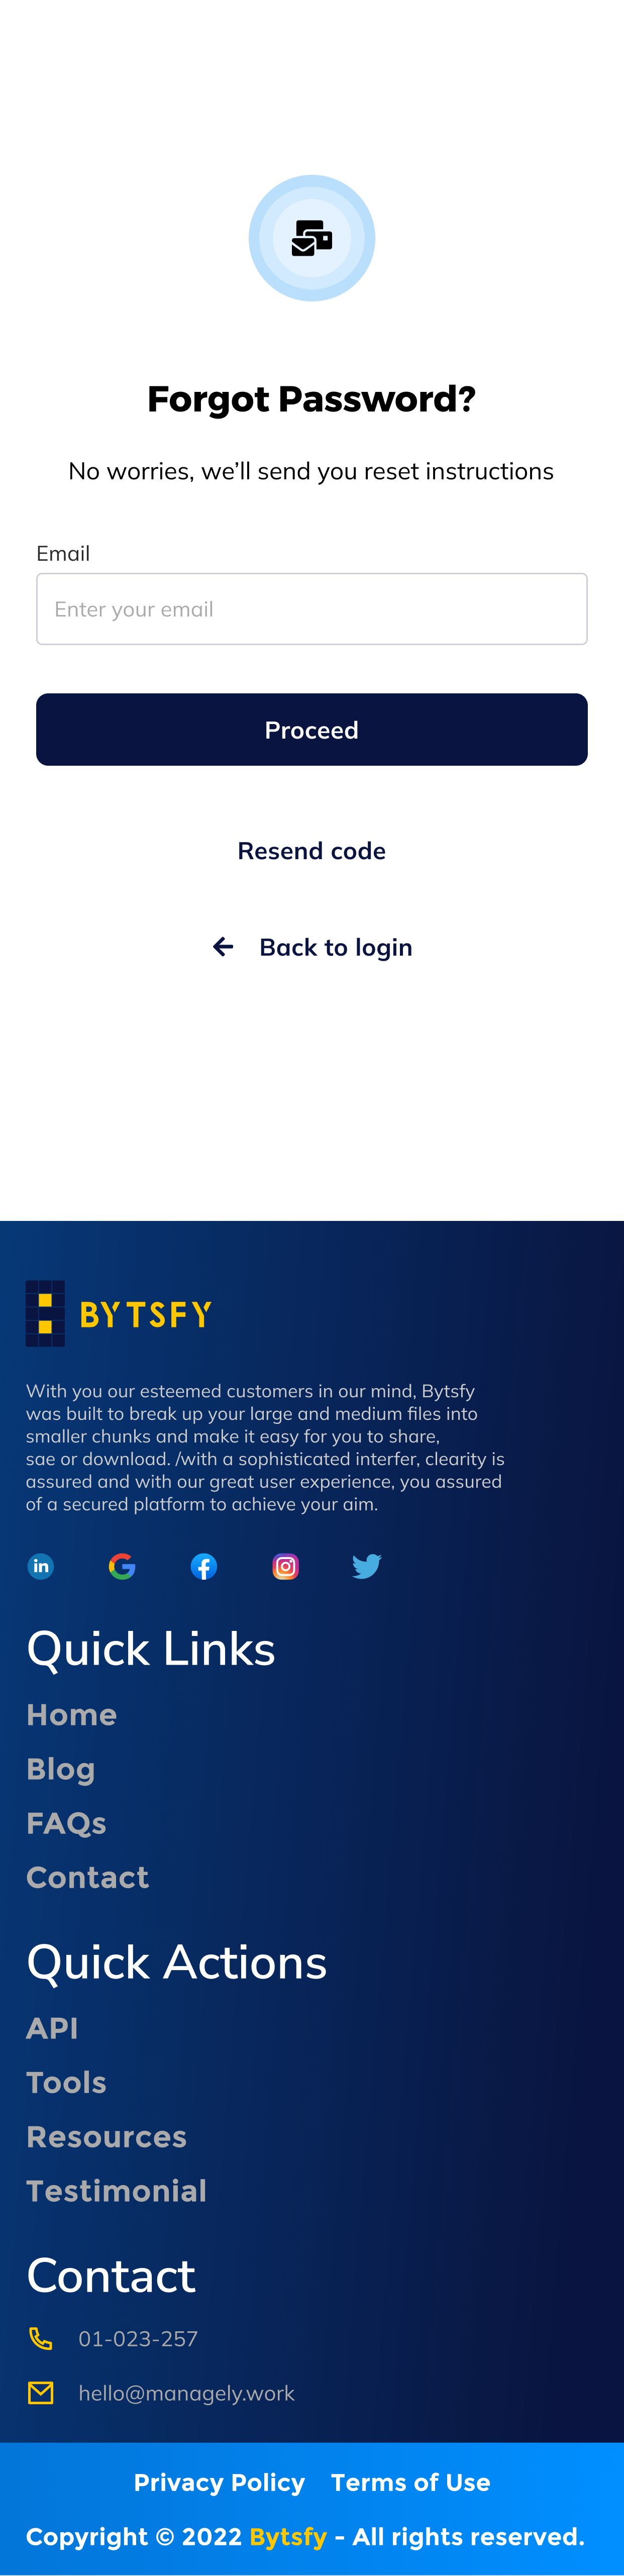 Forgot Password?
No worries, we’ll send you reset instructions
Email
Enter your email
Proceed
Resend code
Back to login
BYTSFY
With you our esteemed customers in our mind, Bytsfy
was built to break up your large and medium files into
smaller chunks and make it easy for you to share,
sae or download. /with a sophisticated interfer, clearity is
assured and with our great user experience, you assured
of a secured platform to achieve your aim.
Quick Links
Home
Blog
FAQs
Contact
Quick Actions
API
Tools
Resources
Testimonial
Contact
01-023-257
hello@managely.work
Privacy Policy Terms of Use
Copyright © 2022 Bytsfy - All rights reserved.